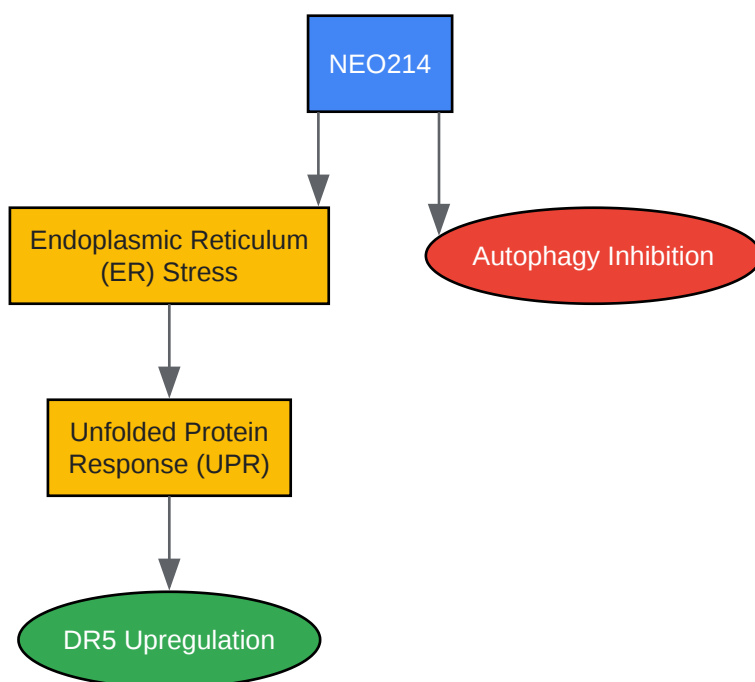 NEO214
Endoplasmic Reticulum
(ER) Stress
Autophagy Inhibition
Unfolded Protein
Response (UPR)
DR5 Upregulation